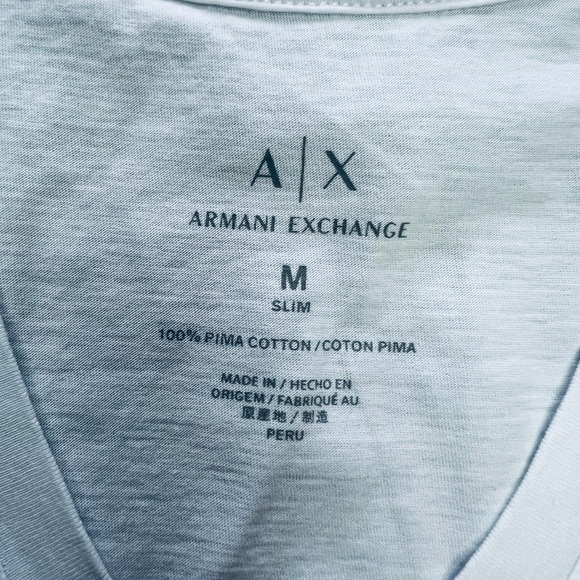 A|X
ARMANI EXCHANGE
M
SLIM
100% PIMA COTTON / COTON PIMA
MADE IN / HECHO EN
ORIGEM / FABRIQUÉ AU
原産地 / 制造
PERU